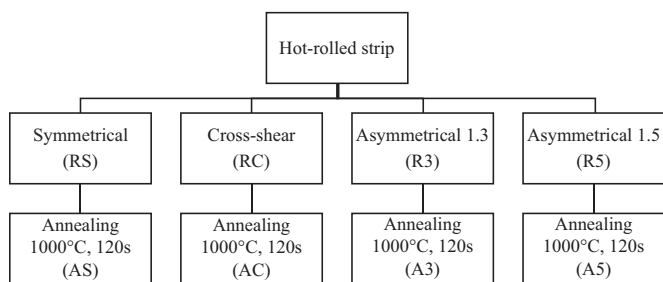 Hot-rolled strip
Symmetrical
(RS)
Cross-shear
(RC)
Asymmetrical 1.3
(R3)
Asymmetrical 1.5
(R5)
Annealing
1000°C, 120s
(AS)
Annealing
1000°C, 120s
(AC)
Annealing
1000°C, 120s
(A3)
Annealing
1000°C, 120s
(A5)